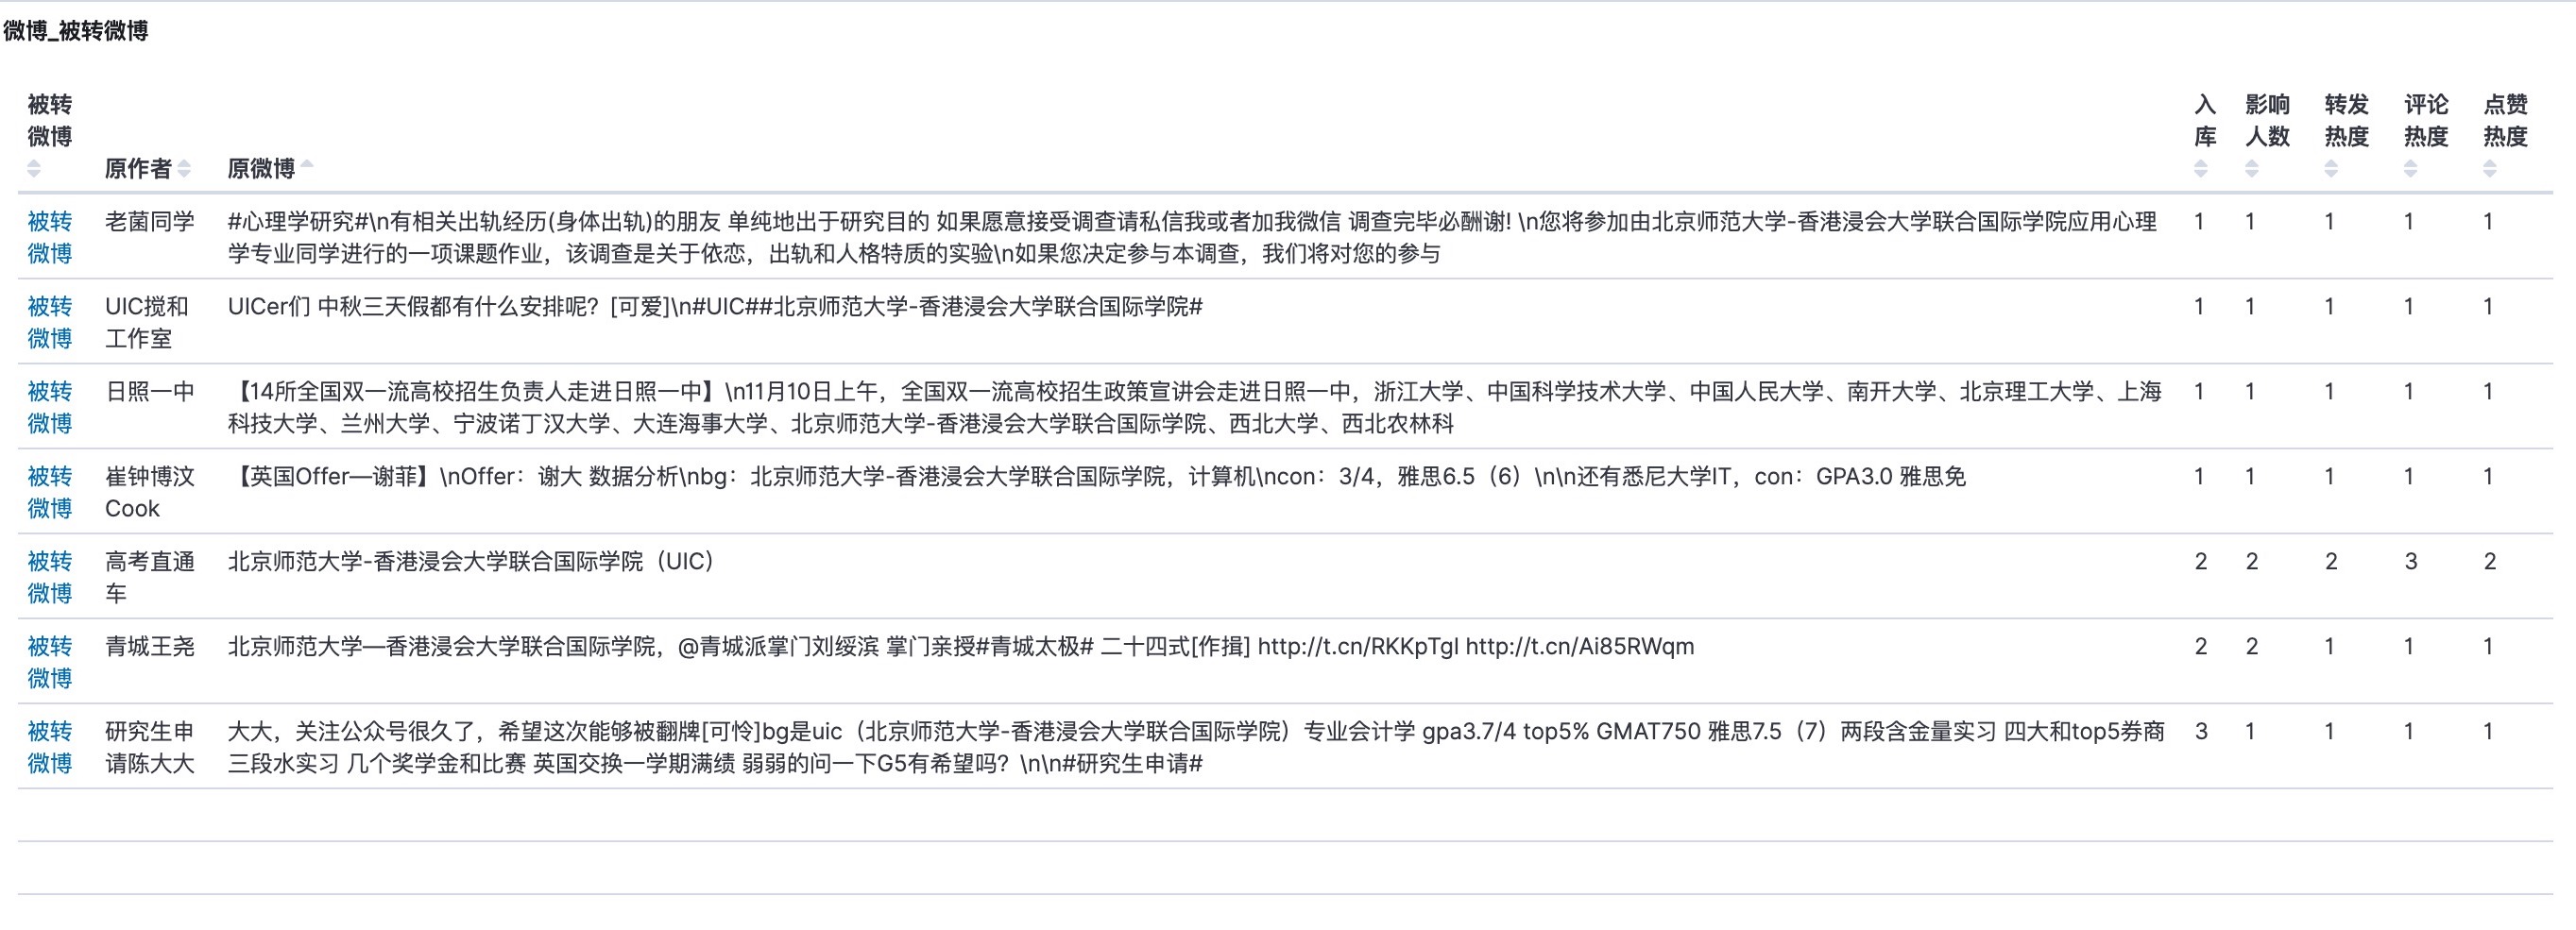 微博_被转微博
被转 入 影响 转发 评论 点赞
微博 库 人数 热度 热度 热度
原作者 原微博
被转 老菌同学 #心理学研究#\n有相关出轨经历(身体出轨)的朋友 单纯地出于研究目的 如果愿意接受调查请私信我或者加我微信 调查完毕必酬谢! \n您将参加由北京师范大学-香港浸会大学联合国际学院应用心理 1 1 1 1 1
微博 学专业同学进行的一项课题作业，该调查是关于依恋，出轨和人格特质的实验\n如果您决定参与本调查，我们将对您的参与
被转 UIC搅和 UICer们 中秋三天假都有什么安排呢？[可爱]\n#UIC##北京师范大学-香港浸会大学联合国际学院# 1 1 1 1 1
微博 工作室
被转 日照一中 【14所全国双一流高校招生负责人走进日照一中】\n11月10日上午，全国双一流高校招生政策宣讲会走进日照一中，浙江大学、中国科学技术大学、中国人民大学、南开大学、北京理工大学、上海 1 1 1 1 1
微博 科技大学、兰州大学、宁波诺丁汉大学、大连海事大学、北京师范大学-香港浸会大学联合国际学院、西北大学、西北农林科
被转 崔钟博汶 【英国Offer—谢菲】\nOffer：谢大 数据分析\nbg：北京师范大学-香港浸会大学联合国际学院，计算机\ncon：3/4，雅思6.5（6）\n\n还有悉尼大学IT，con：GPA3.0 雅思免 1 1 1 1 1
微博 Cook
被转 高考直通 北京师范大学-香港浸会大学联合国际学院（UIC） 2 2 2 3 2
微博 车
被转 青城王尧 北京师范大学—香港浸会大学联合国际学院，@青城派掌门刘绥滨 掌门亲授#青城太极# 二十四式[作揖] http://t.cn/RKKpTgl http://t.cn/Ai85RWqm 2 2 1 1 1
微博
被转 研究生申 大大，关注公众号很久了，希望这次能够被翻牌[可怜]bg是uic（北京师范大学-香港浸会大学联合国际学院）专业会计学 gpa3.7/4 top5% GMAT750 雅思7.5（7）两段含金量实习 四大和top5券商 3 1 1 1 1
微博 请陈大大 三段水实习 几个奖学金和比赛 英国交换一学期满绩 弱弱的问一下G5有希望吗？\n\n#研究生申请#